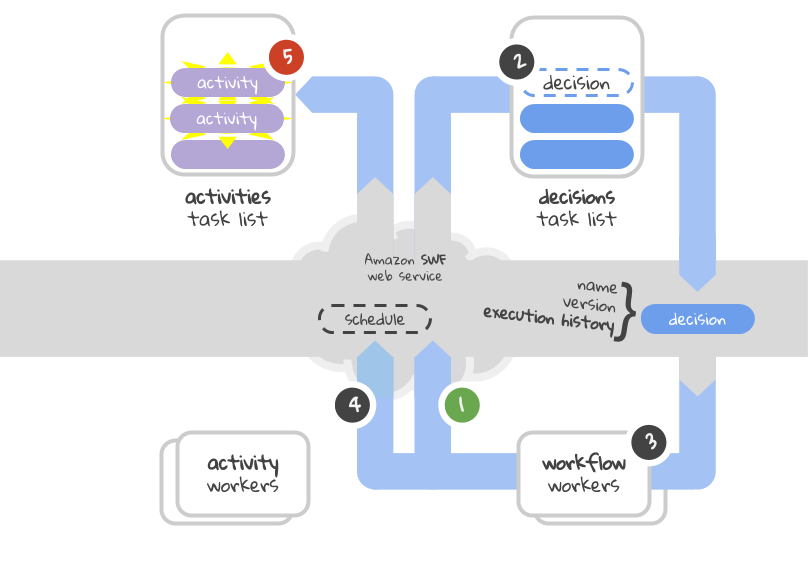 5
2
activity
decision
activity
activities
task list
decisions
task list
Amazon SWF
web service
name
version
execution history
schedule
decision
4
1
3
activity
workers
workflow
workers